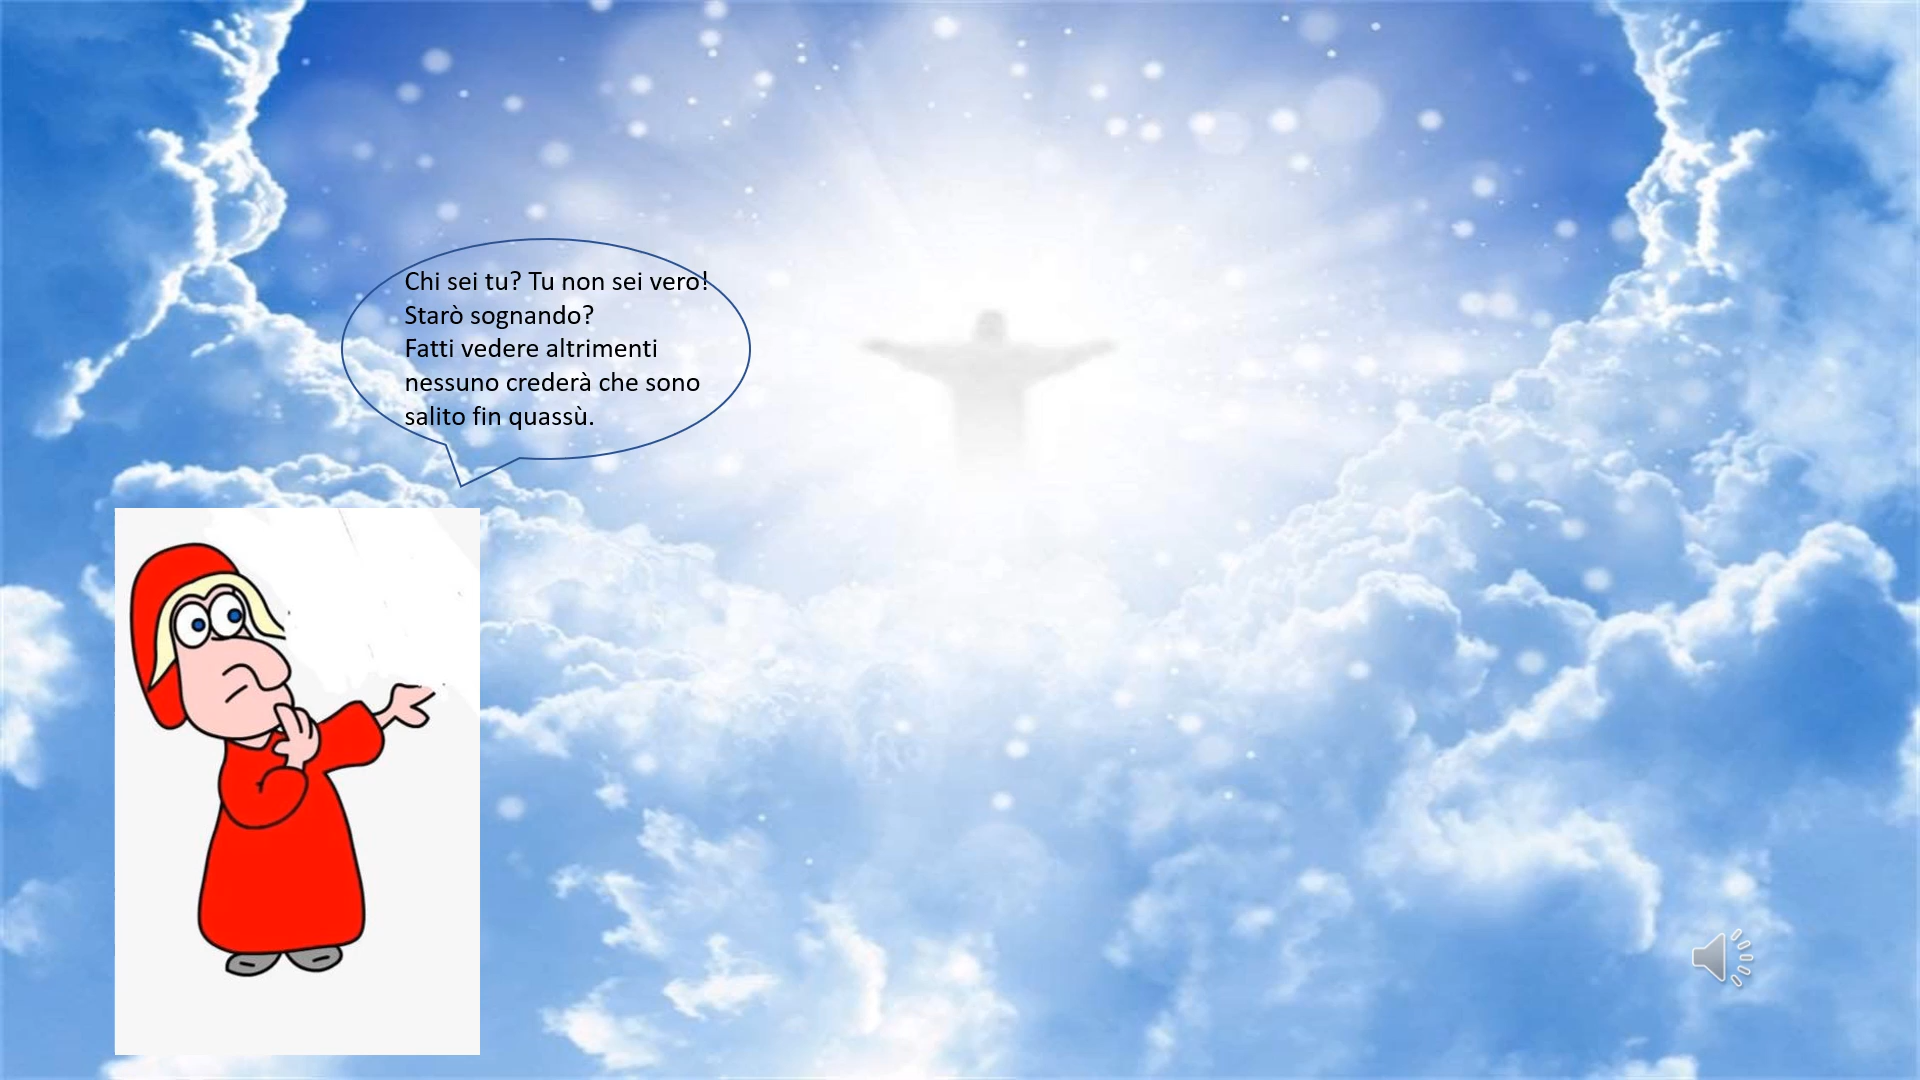 Chi sei tu? Tu non sei vero!
Starò sognando?
Fatti vedere altrimenti
nessuno crederà che sono
salito fin quassù.